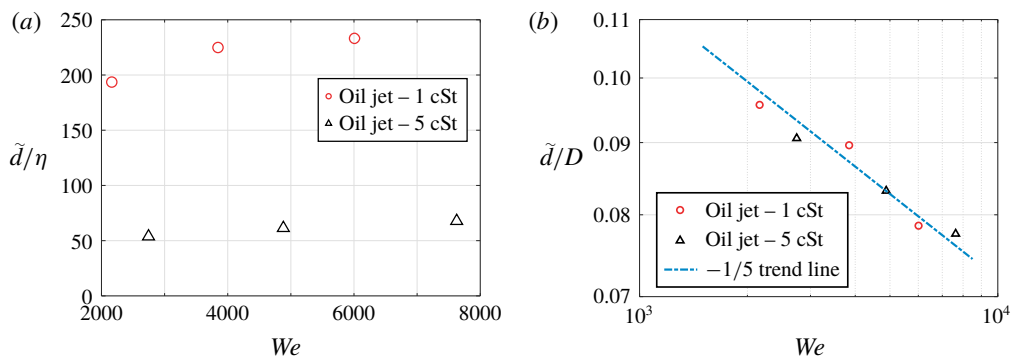 (a)
250
200
150
100
50
0
d̃/η
Oil jet – 1 cSt
Oil jet – 5 cSt
2000 4000 6000 8000
We
(b)
0.11
0.10
0.09
0.08
0.07
d̃/D
Oil jet – 1 cSt
Oil jet – 5 cSt
−1/5 trend line
10³ 10⁴
We